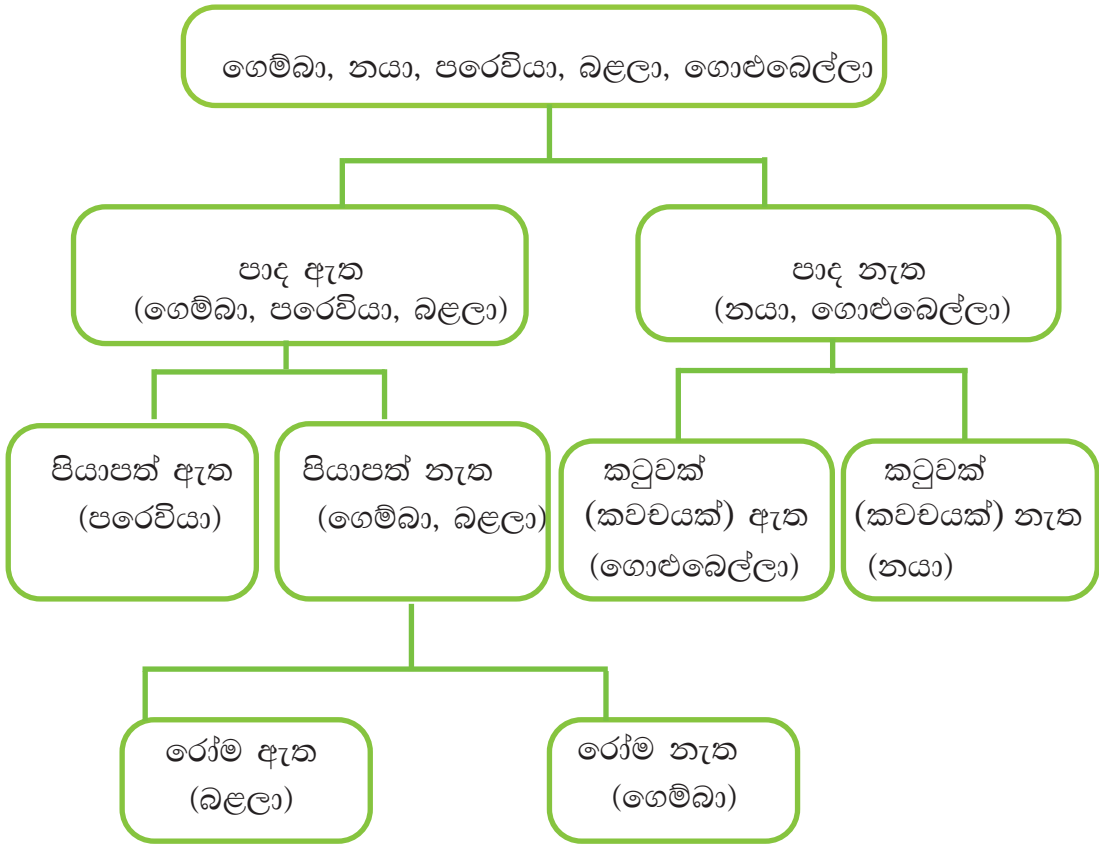 ගෙම්බා, නයා, පරෙවියා, බළලා, ගොළුබෙල්ලා
පාද ඇත
(ගෙම්බා, පරෙවියා, බළලා)
පාද නැත
(නයා, ගොළුබෙල්ලා)
පියාපත් ඇත
(පරෙවියා)
පියාපත් නැත
(ගෙම්බා, බළලා)
කටුවක්
(කවචයක්) ඇත
(ගොළුබෙල්ලා)
කටුවක්
(කවචයක්) නැත
(නයා)
රෝම ඇත
(බළලා)
රෝම නැත
(ගෙම්බා)